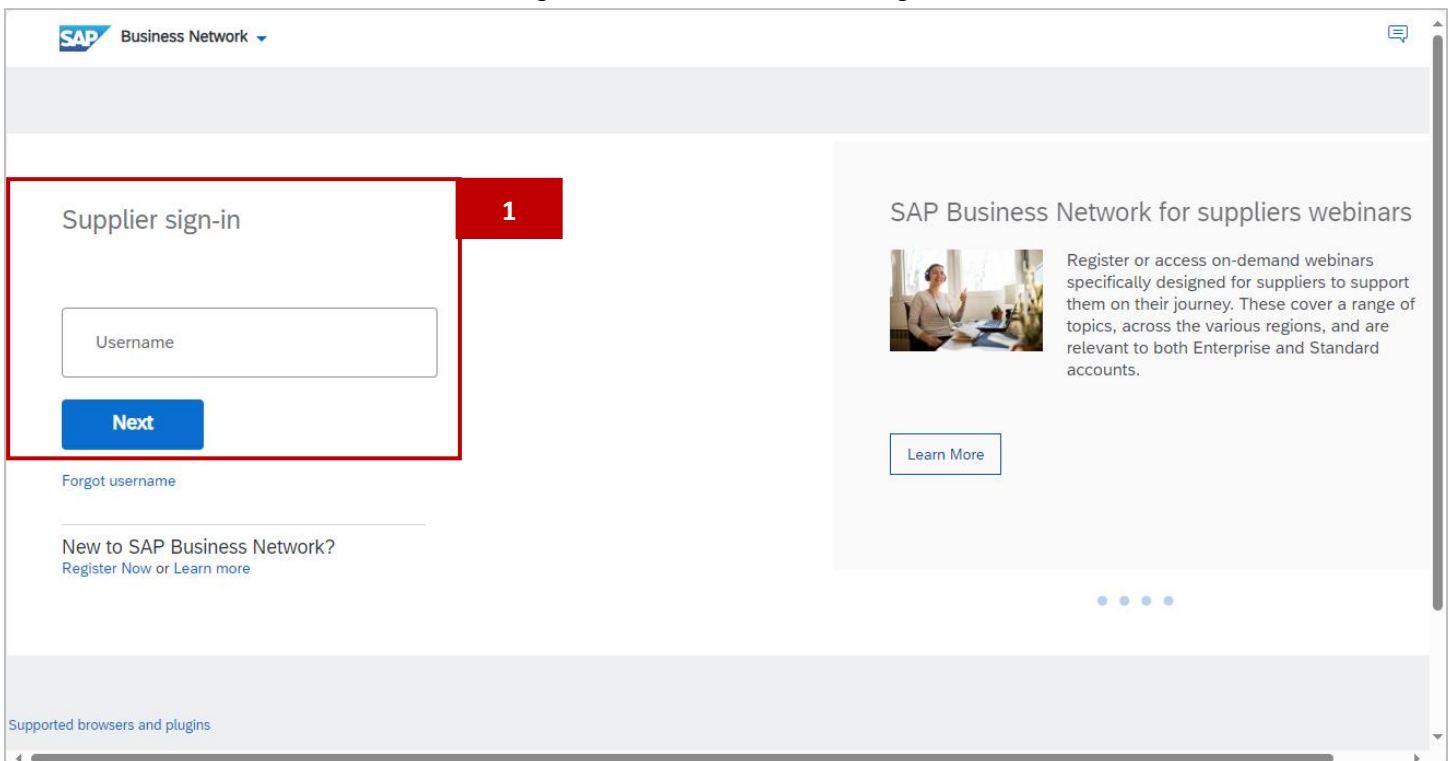 SAP Business Network
Supplier sign-in
1
Username
Next
Forgot username
New to SAP Business Network?
Register Now or Learn more
SAP Business Network for suppliers webinars
Register or access on-demand webinars
specifically designed for suppliers to support
them on their journey. These cover a range of
topics, across the various regions, and are
relevant to both Enterprise and Standard
accounts.
Learn More
Supported browsers and plugins